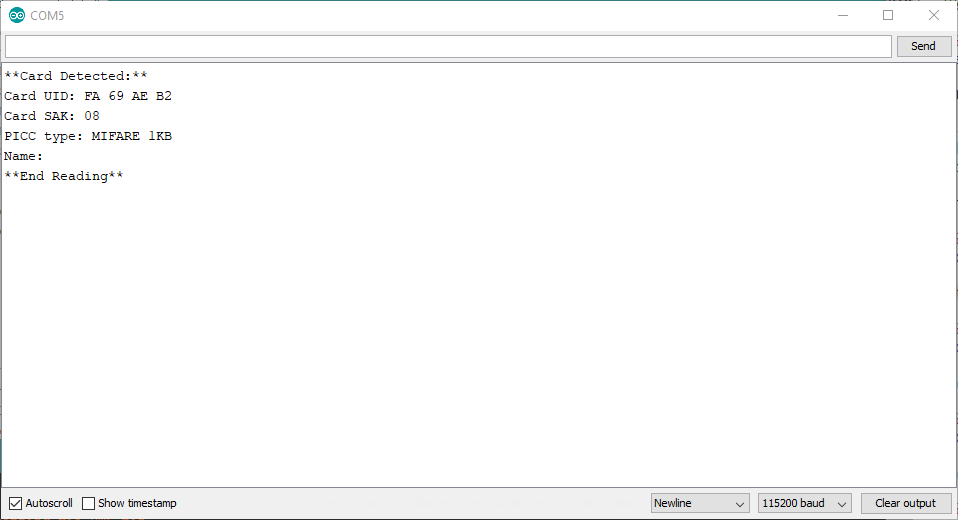 COM5
Send
**Card Detected:**
Card UID: FA 69 AE B2
Card SAK: 08
PICC type: MIFARE 1KB
Name:
**End Reading**
Autoscroll Show timestamp Newline 115200 baud Clear output